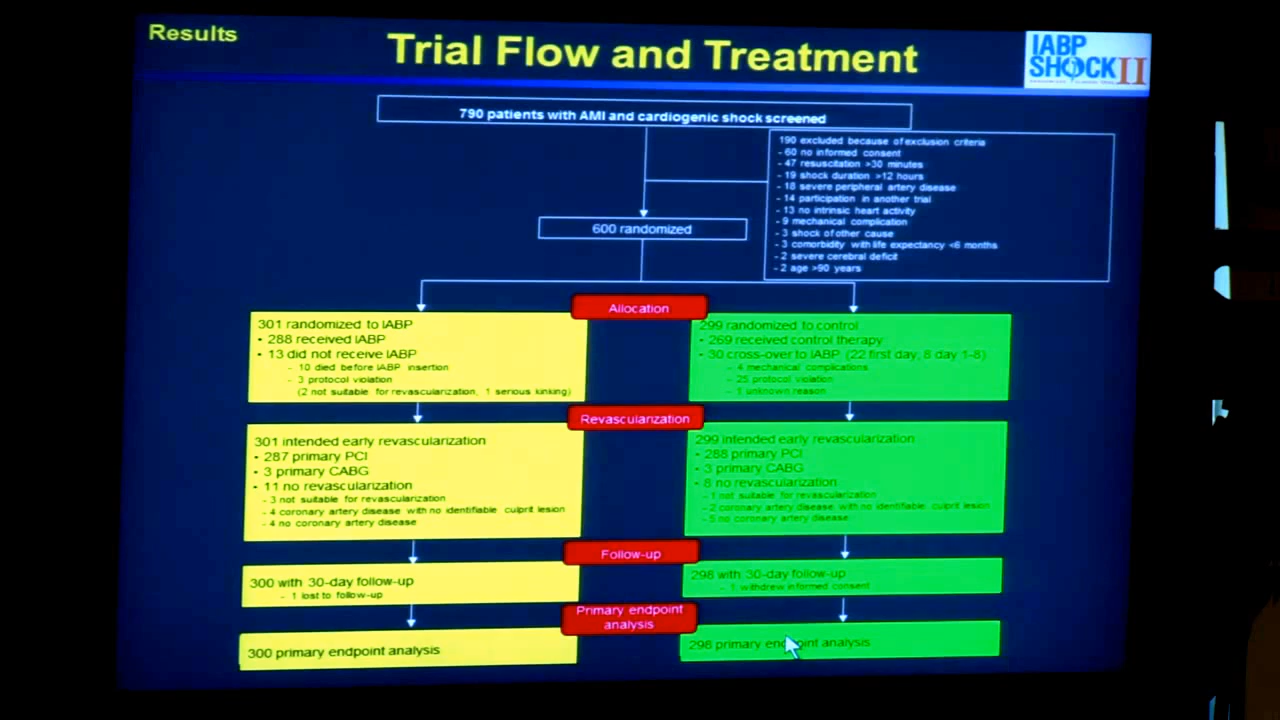 Results
Trial Flow and Treatment
IABP
SHOCK II
790 patients with AMI and cardiogenic shock screened
190 excluded because of exclusion criteria
- 60 no informed consent
- 47 resuscitation >30 minutes
- 19 shock duration >12 hours
- 18 severe peripheral artery disease
- 14 participation in another trial
- 13 no intrinsic heart activity
- 9 mechanical complication
- 3 shock of other cause
- 3 comorbidity with life expectancy <6 months
- 2 severe cerebral deficit
- 2 age >90 years
600 randomized
Allocation
301 randomized to IABP
• 288 received IABP
• 13 did not receive IABP
- 10 died before IABP insertion
- 3 protocol violation
(2 not suitable for revascularization, 1 serious kinking)
299 randomized to control
- 269 received control therapy
• 30 cross-over to IABP (22 first day, 8 day 1-8)
- 4 mechanical complications
- 25 protocol violation
- 1 unknown reason
Revascularization
301 intended early revascularization
• 287 primary PCI
• 3 primary CABG
• 11 no revascularization
- 3 not suitable for revascularization
- 4 coronary artery disease with no identifiable culprit lesion
- 4 no coronary artery disease
299 intended early revascularization
• 288 primary PCI
• 3 primary CABG
• 8 no revascularization
- 1 not suitable for revascularization
- 2 coronary artery disease with no identifiable culprit lesion
- 5 no coronary artery disease
Follow-up
300 with 30-day follow-up
- 1 lost to follow-up
298 with 30-day follow-up
- 1 withdrew informed consent
Primary endpoint
analysis
300 primary endpoint analysis
298 primary endpoint analysis